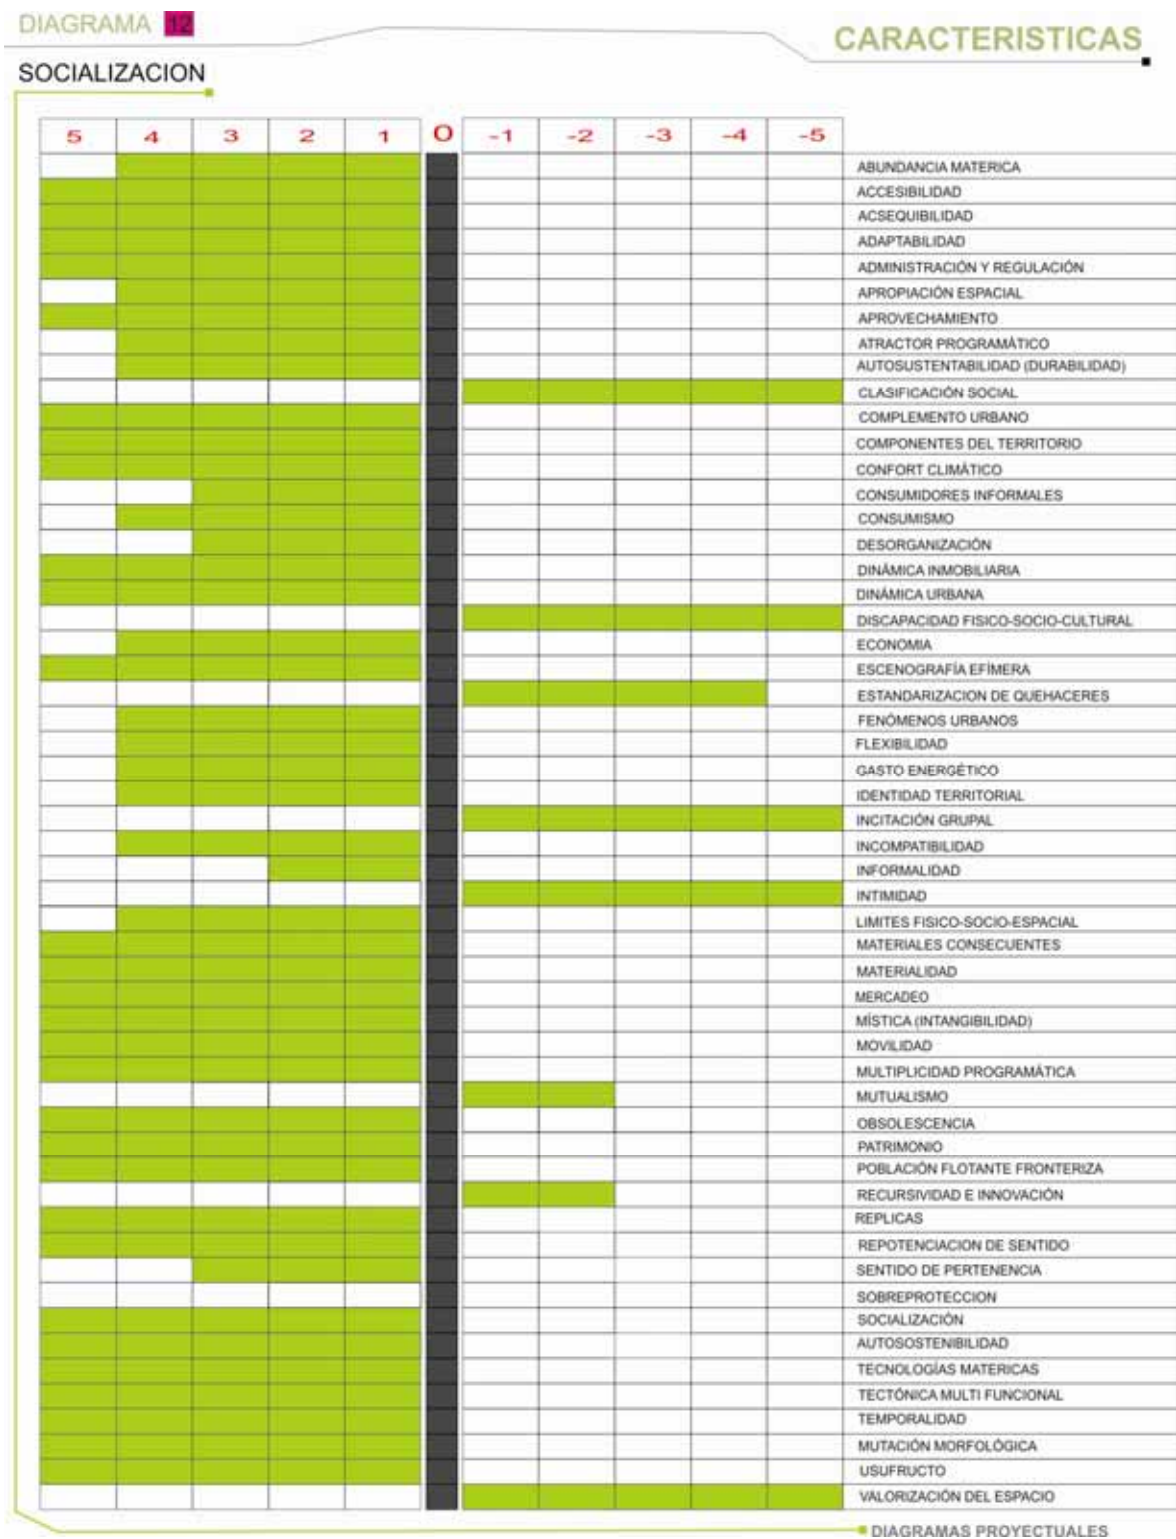 DIAGRAMA 12
CARACTERISTICAS
SOCIALIZACION
5 4 3 2 1 0 -1 -2 -3 -4 -5
ABUNDANCIA MATERICA
ACCESIBILIDAD
ACSEQUIBILIDAD
ADAPTABILIDAD
ADMINISTRACIÓN Y REGULACIÓN
APROPIACIÓN ESPACIAL
APROVECHAMIENTO
ATRACTOR PROGRAMÁTICO
AUTOSUSTENTABILIDAD (DURABILIDAD)
CLASIFICACIÓN SOCIAL
COMPLEMENTO URBANO
COMPONENTES DEL TERRITORIO
CONFORT CLIMÁTICO
CONSUMIDORES INFORMALES
CONSUMISMO
DESORGANIZACIÓN
DINÁMICA INMOBILIARIA
DINÁMICA URBANA
DISCAPACIDAD FISICO-SOCIO-CULTURAL
ECONOMIA
ESCENOGRAFÍA EFÍMERA
ESTANDARIZACION DE QUEHACERES
FENÓMENOS URBANOS
FLEXIBILIDAD
GASTO ENERGÉTICO
IDENTIDAD TERRITORIAL
INCITACIÓN GRUPAL
INCOMPATIBILIDAD
INFORMALIDAD
INTIMIDAD
LIMITES FISICO-SOCIO-ESPACIAL
MATERIALES CONSECUENTES
MATERIALIDAD
MERCADEO
MÍSTICA (INTANGIBILIDAD)
MOVILIDAD
MULTIPLICIDAD PROGRAMÁTICA
MUTUALISMO
OBSOLESCENCIA
PATRIMONIO
POBLACIÓN FLOTANTE FRONTERIZA
RECURSIVIDAD E INNOVACIÓN
REPLICAS
REPOTENCIACION DE SENTIDO
SENTIDO DE PERTENENCIA
SOBREPROTECCION
SOCIALIZACIÓN
AUTOSOSTENIBILIDAD
TECNOLOGÍAS MATERICAS
TECTÓNICA MULTI FUNCIONAL
TEMPORALIDAD
MUTACIÓN MORFOLÓGICA
USUFRUCTO
VALORIZACIÓN DEL ESPACIO
DIAGRAMAS PROYECTUALES